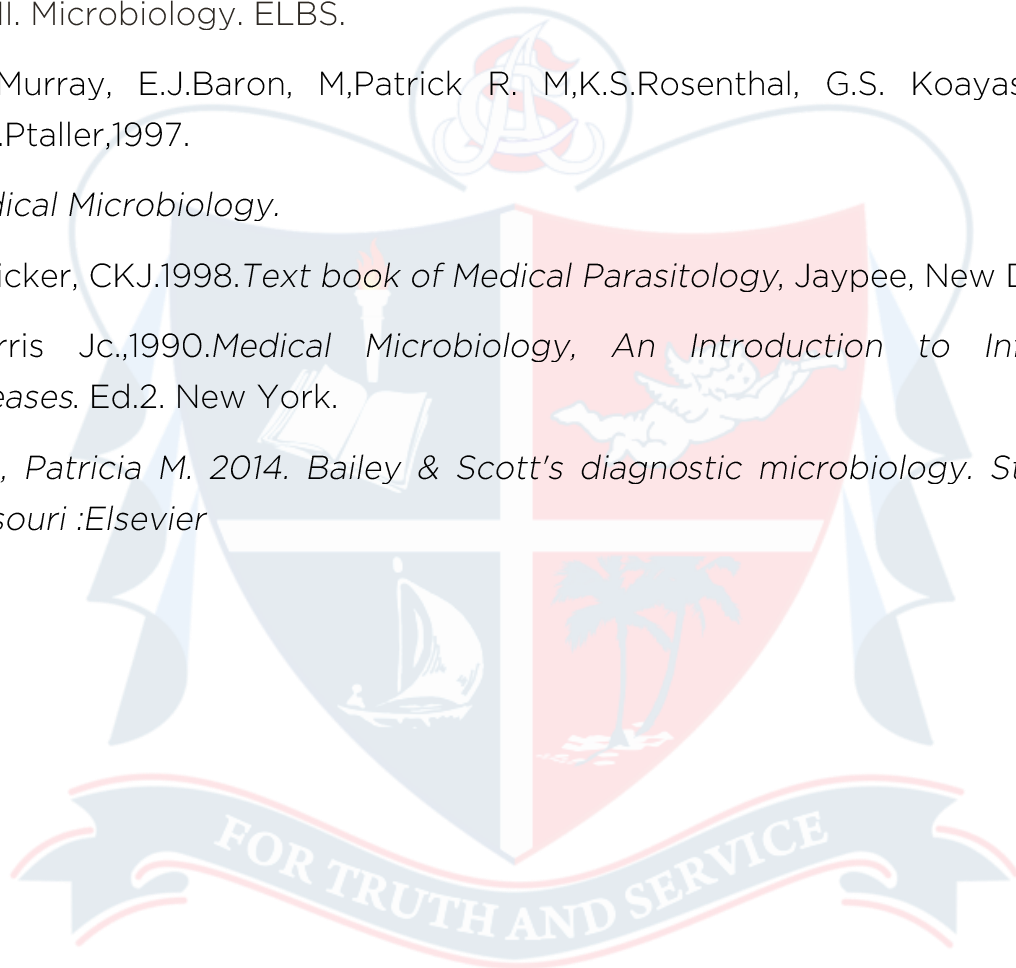 ll. Microbiology. ELBS.
Murray, E.J.Baron, M,Patrick R. M,K.S.Rosenthal, G.S. Koayas
.Ptaller,1997.
dical Microbiology.
icker, CKJ.1998.Text book of Medical Parasitology, Jaypee, New D
rris Jc.,1990.Medical Microbiology, An Introduction to Inf
eases. Ed.2. New York.
, Patricia M. 2014. Bailey & Scott's diagnostic microbiology. St
souri :Elsevier
FOR TRUTH AND SERVICE